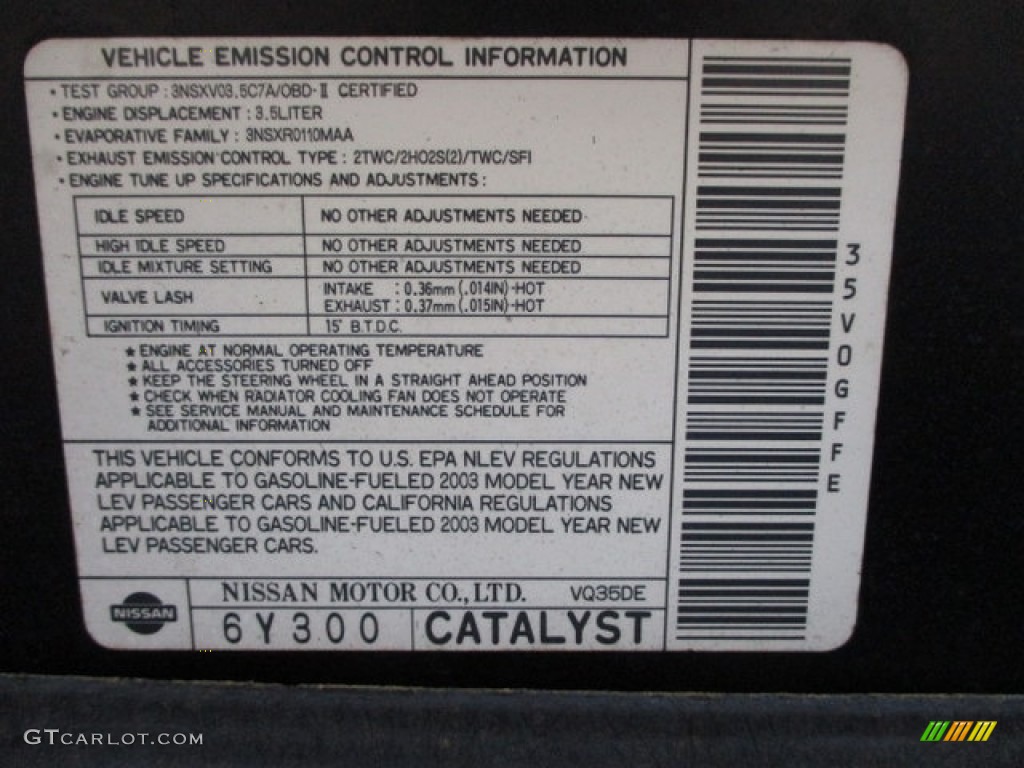 VEHICLE EMISSION CONTROL INFORMATION
• TEST GROUP : 3NSXV03.5C7A/OBD-II CERTIFIED
• ENGINE DISPLACEMENT : 3.5LITER
• EVAPORATIVE FAMILY : 3NSXR0110MAA
• EXHAUST EMISSION CONTROL TYPE : 2TWC/2HO2S(2)/TWC/SFI
• ENGINE TUNE UP SPECIFICATIONS AND ADJUSTMENTS :
IDLE SPEED NO OTHER ADJUSTMENTS NEEDED
HIGH IDLE SPEED NO OTHER ADJUSTMENTS NEEDED
IDLE MIXTURE SETTING NO OTHER ADJUSTMENTS NEEDED
VALVE LASH INTAKE : 0.36mm (.014IN)-HOT
EXHAUST : 0.37mm (.015IN)-HOT
IGNITION TIMING 15° B.T.D.C.
★ ENGINE AT NORMAL OPERATING TEMPERATURE
★ ALL ACCESSORIES TURNED OFF
★ KEEP THE STEERING WHEEL IN A STRAIGHT AHEAD POSITION
★ CHECK WHEN RADIATOR COOLING FAN DOES NOT OPERATE
★ SEE SERVICE MANUAL AND MAINTENANCE SCHEDULE FOR
ADDITIONAL INFORMATION
THIS VEHICLE CONFORMS TO U.S. EPA NLEV REGULATIONS
APPLICABLE TO GASOLINE-FUELED 2003 MODEL YEAR NEW
LEV PASSENGER CARS AND CALIFORNIA REGULATIONS
APPLICABLE TO GASOLINE-FUELED 2003 MODEL YEAR NEW
LEV PASSENGER CARS.
NISSAN
NISSAN MOTOR CO., LTD. VQ35DE
6Y300 CATALYST
35V0GFFE
GTCARLOT.COM